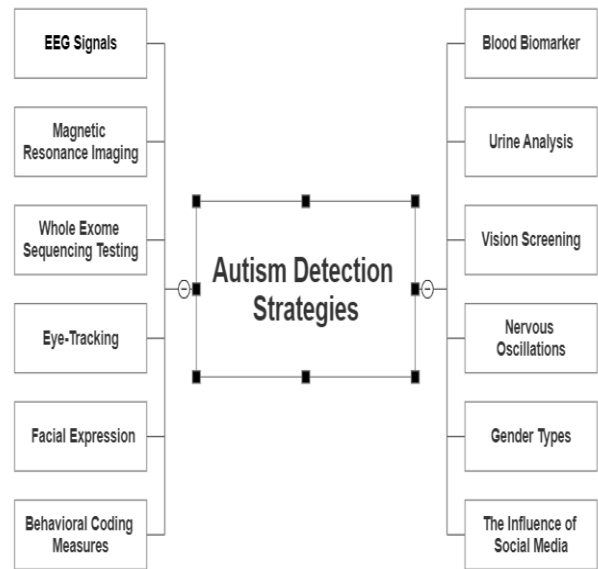 EEG Signals
Magnetic
Resonance Imaging
Whole Exome
Sequencing Testing
Eye-Tracking
Facial Expression
Behavioral Coding
Measures
Autism Detection
Strategies
Blood Biomarker
Urine Analysis
Vision Screening
Nervous
Oscillations
Gender Types
The Influence of
Social Media